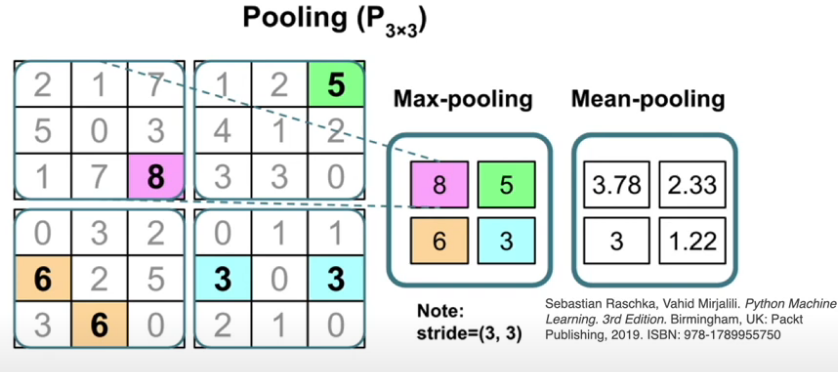 Pooling (P3×3)
2 1 7 1 2 5
5 0 3 4 1 2
1 7 8 3 3 0
0 3 2 0 1 1
6 2 5 3 0 3
3 6 0 2 1 0
Max-pooling
8 5
6 3
Note:
stride=(3, 3)
Mean-pooling
3.78 2.33
3 1.22
Sebastian Raschka, Vahid Mirjalili. Python Machine
Learning. 3rd Edition. Birmingham, UK: Packt
Publishing, 2019. ISBN: 978-1789955750